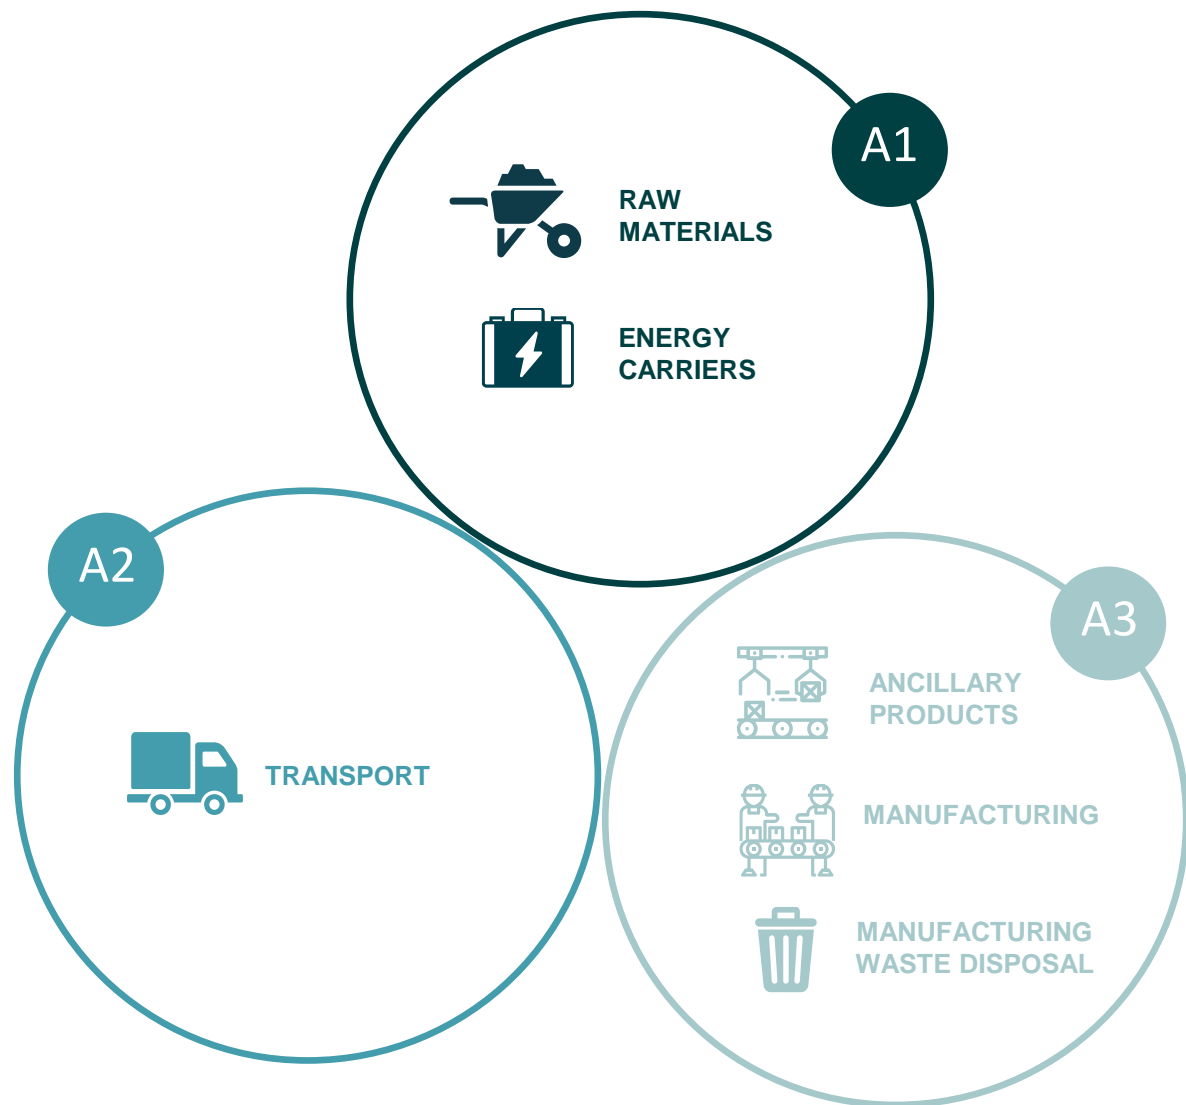 A1
RAW
MATERIALS
ENERGY
CARRIERS
A2
TRANSPORT
A3
ANCILLARY
PRODUCTS
MANUFACTURING
MANUFACTURING
WASTE DISPOSAL